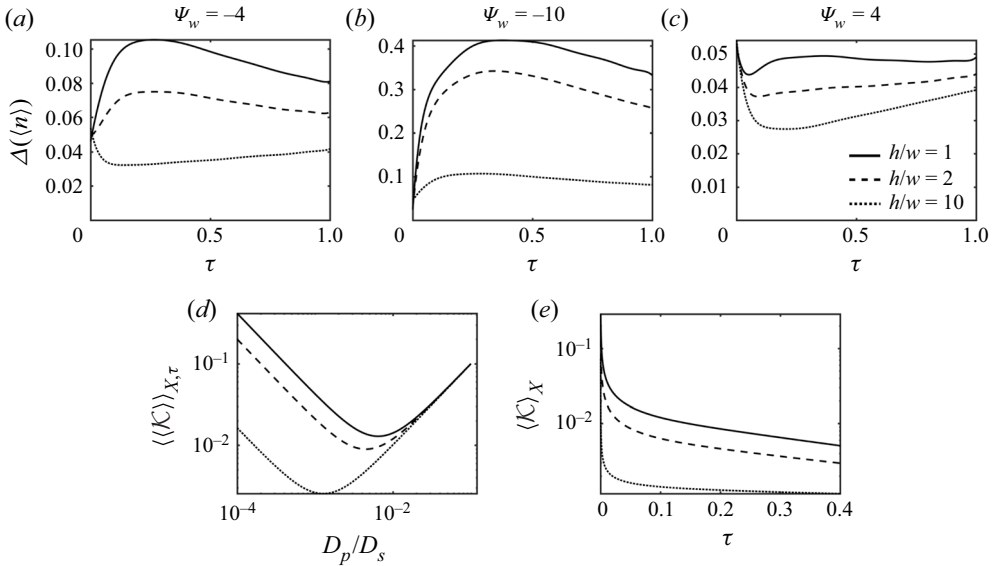 (a) Ψw = –4
(b) Ψw = –10
(c) Ψw = 4
Δ(⟨n⟩)
0.10
0.08
0.06
0.04
0.02
0
0.5
1.0
τ
0.4
0.3
0.2
0.1
0
0.5
1.0
τ
0.05
0.04
0.03
0.02
0.01
0
0.5
1.0
τ
h/w = 1
h/w = 2
h/w = 10
(d)
⟨⟨𝒦⟩⟩X,τ
10–1
10–2
10–4
10–2
Dp/Ds
(e)
⟨𝒦⟩X
10–1
10–2
0
0.1
0.2
0.3
0.4
τ